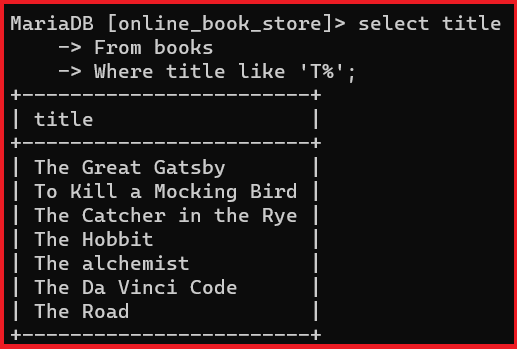 MariaDB [online_book_store]> select title
    -> From books
    -> Where title like 'T%';
+------------------------+
| title                  |
+------------------------+
| The Great Gatsby       |
| To Kill a Mocking Bird |
| The Catcher in the Rye |
| The Hobbit             |
| The alchemist          |
| The Da Vinci Code      |
| The Road               |
+------------------------+